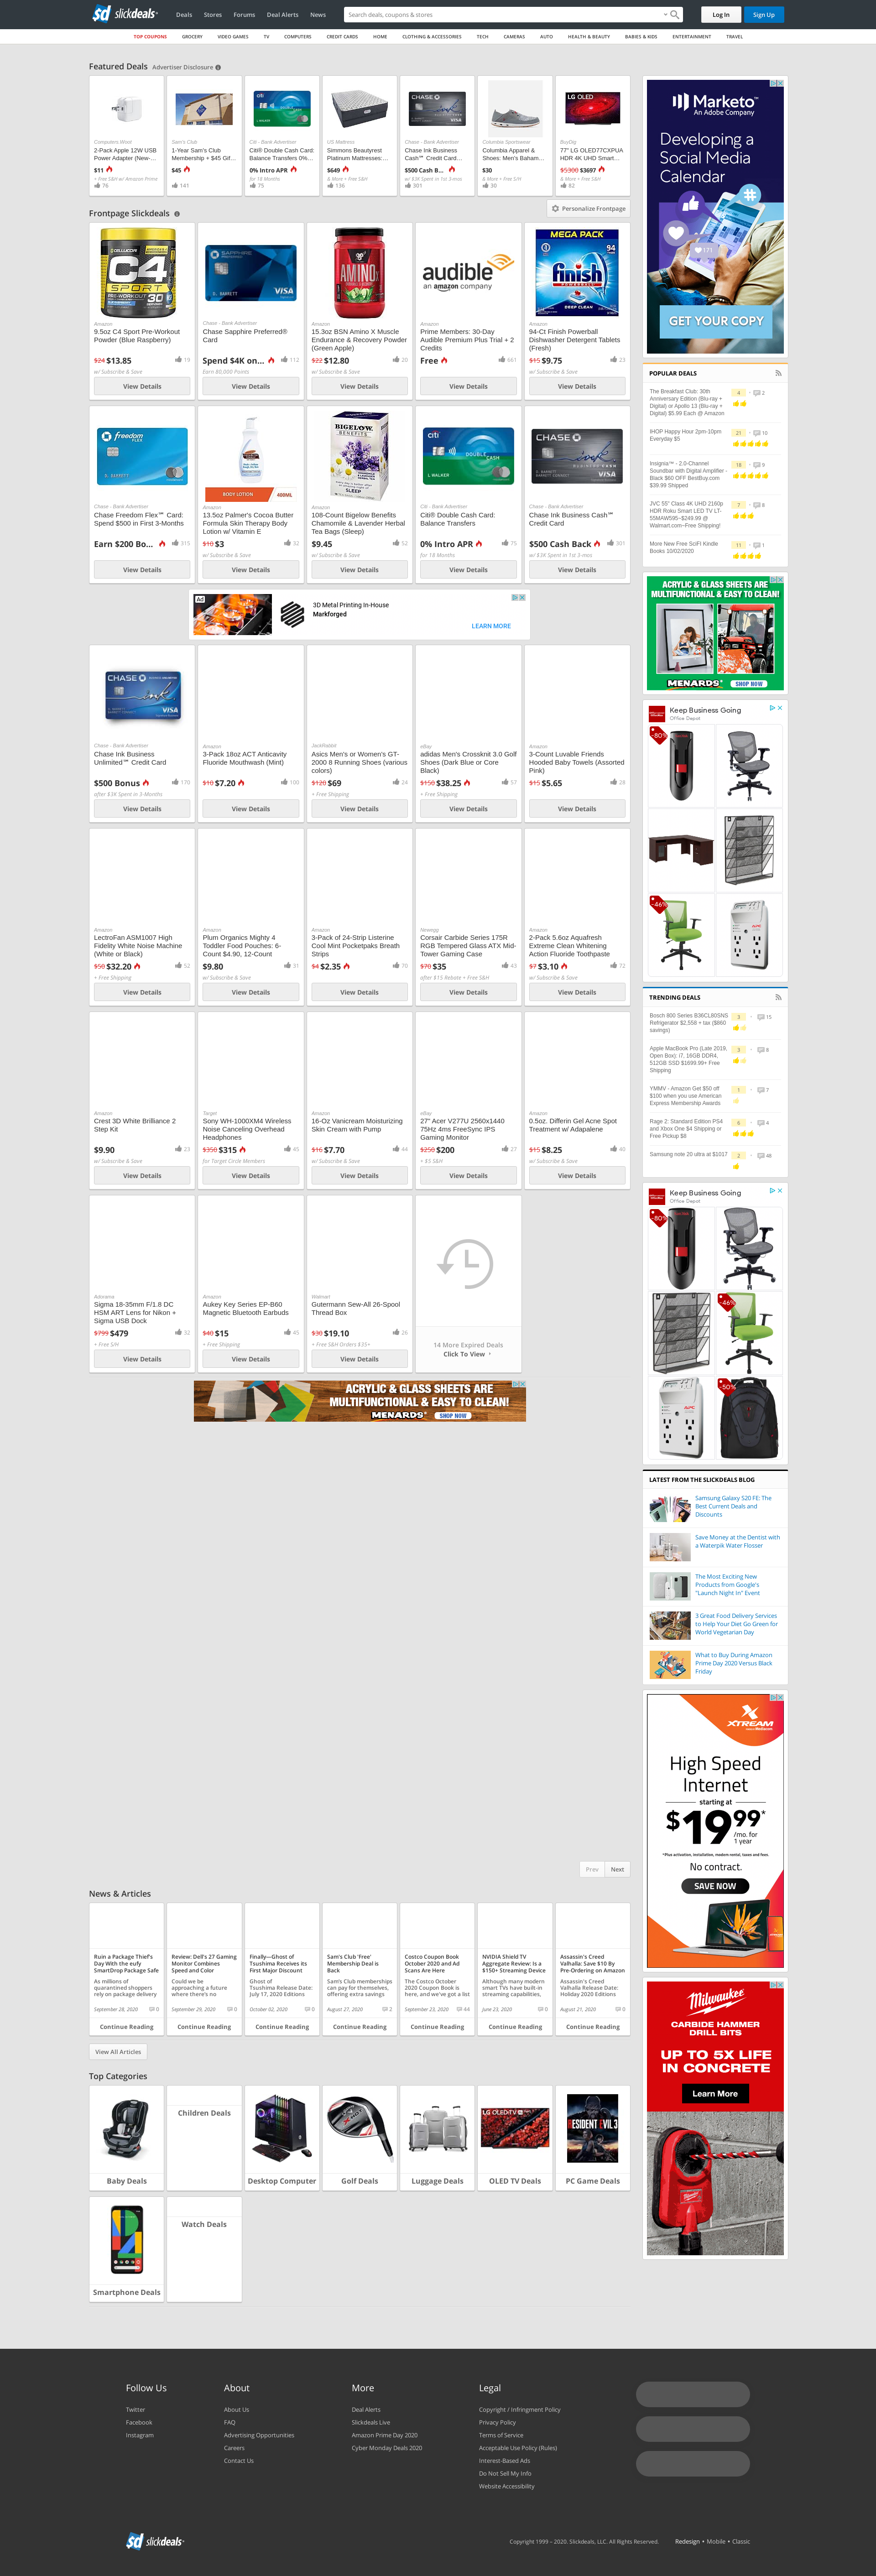 slickdeals
Deals
Stores
Forums
Deal Alerts
News
Search deals, coupons & stores
Log In
Sign Up
TOP COUPONS
GROCERY
VIDEO GAMES
TV
COMPUTERS
CREDIT CARDS
HOME
CLOTHING & ACCESSORIES
TECH
CAMERAS
AUTO
HEALTH & BEAUTY
BABIES & KIDS
ENTERTAINMENT
TRAVEL
Featured Deals Advertiser Disclosure
Computers.Woot
2-Pack Apple 12W USB
Power Adapter (New-…
$11
+ Free S&H w/ Amazon Prime
76
Sam's Club
1-Year Sam's Club
Membership + $45 Gif…
$45
141
Citi - Bank Advertiser
Citi® Double Cash Card:
Balance Transfers 0%…
0% Intro APR
for 18 Months
75
US Mattress
Simmons Beautyrest
Platinum Mattresses:…
$649
& More + Free S&H
136
Chase - Bank Advertiser
Chase Ink Business
Cash℠ Credit Card…
$500 Cash B…
w/ $3K Spent in 1st 3-mos
301
Columbia Sportswear
Columbia Apparel &
Shoes: Men's Baham…
$30
& More + Free S/H
30
BuyDig
77" LG OLED77CXPUA
HDR 4K UHD Smart…
$5300 $3697
& More + Free S&H
82
Frontpage Slickdeals
Personalize Frontpage
Amazon
9.5oz C4 Sport Pre-Workout
Powder (Blue Raspberry)
$24 $13.85
19
w/ Subscribe & Save
View Details
Chase - Bank Advertiser
Chase Sapphire Preferred®
Card
Spend $4K on…
112
Earn 80,000 Points
View Details
Amazon
15.3oz BSN Amino X Muscle
Endurance & Recovery Powder
(Green Apple)
$22 $12.80
20
w/ Subscribe & Save
View Details
audible
an amazon company
Amazon
Prime Members: 30-Day
Audible Premium Plus Trial + 2
Credits
Free
661
View Details
MEGA PACK
finish
Amazon
94-Ct Finish Powerball
Dishwasher Detergent Tablets
(Fresh)
$15 $9.75
23
w/ Subscribe & Save
View Details
Chase - Bank Advertiser
Chase Freedom Flex℠ Card:
Spend $500 in First 3-Months
Earn $200 Bo…
315
View Details
BODY LOTION 400ML
Amazon
13.5oz Palmer's Cocoa Butter
Formula Skin Therapy Body
Lotion w/ Vitamin E
$10 $3
32
w/ Subscribe & Save
View Details
BIGELOW
BENEFITS
SLEEP
Amazon
108-Count Bigelow Benefits
Chamomile & Lavender Herbal
Tea Bags (Sleep)
$9.45
52
w/ Subscribe & Save
View Details
Citi - Bank Advertiser
Citi® Double Cash Card:
Balance Transfers
0% Intro APR
75
for 18 Months
View Details
Chase - Bank Advertiser
Chase Ink Business Cash℠
Credit Card
$500 Cash Back
301
w/ $3K Spent in 1st 3-mos
View Details
Ad
3D Metal Printing In-House
Markforged
LEARN MORE
Chase - Bank Advertiser
Chase Ink Business
Unlimited℠ Credit Card
$500 Bonus
170
after $3K Spent in 3-Months
View Details
Amazon
3-Pack 18oz ACT Anticavity
Fluoride Mouthwash (Mint)
$10 $7.20
100
View Details
JackRabbit
Asics Men's or Women's GT-
2000 8 Running Shoes (various
colors)
$120 $69
24
+ Free Shipping
View Details
eBay
adidas Men's Crossknit 3.0 Golf
Shoes (Dark Blue or Core
Black)
$150 $38.25
57
+ Free Shipping
View Details
Amazon
3-Count Luvable Friends
Hooded Baby Towels (Assorted
Pink)
$15 $5.65
28
View Details
Amazon
LectroFan ASM1007 High
Fidelity White Noise Machine
(White or Black)
$50 $32.20
52
+ Free Shipping
View Details
Amazon
Plum Organics Mighty 4
Toddler Food Pouches: 6-
Count $4.90, 12-Count
$9.80
31
w/ Subscribe & Save
View Details
Amazon
3-Pack of 24-Strip Listerine
Cool Mint Pocketpaks Breath
Strips
$4 $2.35
70
w/ Subscribe & Save
View Details
Newegg
Corsair Carbide Series 175R
RGB Tempered Glass ATX Mid-
Tower Gaming Case
$70 $35
43
after $15 Rebate + Free S&H
View Details
Amazon
2-Pack 5.6oz Aquafresh
Extreme Clean Whitening
Action Fluoride Toothpaste
$7 $3.10
72
w/ Subscribe & Save
View Details
Amazon
Crest 3D White Brilliance 2
Step Kit
$9.90
23
w/ Subscribe & Save
View Details
Target
Sony WH-1000XM4 Wireless
Noise Canceling Overhead
Headphones
$350 $315
45
for Target Circle Members
View Details
Amazon
16-Oz Vanicream Moisturizing
Skin Cream with Pump
$16 $7.70
44
w/ Subscribe & Save
View Details
eBay
27" Acer V277U 2560x1440
75Hz 4ms FreeSync IPS
Gaming Monitor
$250 $200
27
+ $5 S&H
View Details
Amazon
0.5oz. Differin Gel Acne Spot
Treatment w/ Adapalene
$15 $8.25
40
w/ Subscribe & Save
View Details
Adorama
Sigma 18-35mm F/1.8 DC
HSM ART Lens for Nikon +
Sigma USB Dock
$799 $479
32
+ Free S/H
View Details
Amazon
Aukey Key Series EP-B60
Magnetic Bluetooth Earbuds
$40 $15
45
+ Free Shipping
View Details
Walmart
Gutermann Sew-All 26-Spool
Thread Box
$30 $19.10
26
+ Free S&H Orders $35+
View Details
14 More Expired Deals
Click To View
ACRYLIC & GLASS SHEETS ARE
MULTIFUNCTIONAL & EASY TO CLEAN!
MENARDS SHOP NOW
Prev
Next
News & Articles
Ruin a Package Thief's
Day With the eufy
SmartDrop Package Safe
As millions of
quarantined shoppers
rely on package delivery
September 28, 2020 0
Continue Reading
Review: Dell's 27 Gaming
Monitor Combines
Speed and Color
Could we be
approaching a future
where there's no
September 29, 2020 0
Continue Reading
Finally—Ghost of
Tsushima Receives its
First Major Discount
Ghost of
Tsushima Release Date:
July 17, 2020 Editions
October 02, 2020 0
Continue Reading
Sam's Club 'Free'
Membership Deal is
Back
Sam's Club memberships
can pay for themselves,
offering extra savings
August 27, 2020 2
Continue Reading
Costco Coupon Book
October 2020 and Ad
Scans Are Here
The Costco October
2020 Coupon Book is
here, and we've got a list
September 23, 2020 44
Continue Reading
NVIDIA Shield TV
Aggregate Review: Is a
$150+ Streaming Device
Although many modern
smart TVs have built-in
streaming capabilities,
June 23, 2020 0
Continue Reading
Assassin's Creed
Valhalla: Save $10 By
Pre-Ordering on Amazon
Assassin's Creed
Valhalla Release Date:
Holiday 2020 Editions
August 21, 2020 0
Continue Reading
View All Articles
Top Categories
Baby Deals
Children Deals
Desktop Computer
Golf Deals
Luggage Deals
OLED TV Deals
PC Game Deals
Smartphone Deals
Watch Deals
Marketo
An Adobe Company
Developing a
Social Media
Calendar
171
GET YOUR COPY
POPULAR DEALS
The Breakfast Club: 30th
Anniversary Edition (Blu-ray +
Digital) or Apollo 13 (Blu-ray +
Digital) $5.99 Each @ Amazon
4 2
IHOP Happy Hour 2pm-10pm
Everyday $5
21 10
Insignia™ - 2.0-Channel
Soundbar with Digital Amplifier -
Black $60 OFF BestBuy.com
$39.99 Shipped
18 9
JVC 55" Class 4K UHD 2160p
HDR Roku Smart LED TV LT-
55MAW595--$249.99 @
Walmart.com--Free Shipping!
7 8
More New Free SciFi Kindle
Books 10/02/2020
11 1
ACRYLIC & GLASS SHEETS ARE
MULTIFUNCTIONAL & EASY TO CLEAN!
MENARDS SHOP NOW
Keep Business Going
Office Depot
-80%
-46%
TRENDING DEALS
Bosch 800 Series B36CL80SNS
Refrigerator $2,558 + tax ($860
savings)
3 15
Apple MacBook Pro (Late 2019,
Open Box): i7, 16GB DDR4,
512GB SSD $1699.99+ Free
Shipping
3 8
YMMV - Amazon Get $50 off
$100 when you use American
Express Membership Awards
1 7
Rage 2: Standard Edition PS4
and Xbox One $4 Shipping or
Free Pickup $8
6 4
Samsung note 20 ultra at $1017
2 48
Keep Business Going
Office Depot
-80%
-46%
-50%
LATEST FROM THE SLICKDEALS BLOG
Samsung Galaxy S20 FE: The
Best Current Deals and
Discounts
Save Money at the Dentist with
a Waterpik Water Flosser
The Most Exciting New
Products from Google's
"Launch Night In" Event
3 Great Food Delivery Services
to Help Your Diet Go Green for
World Vegetarian Day
What to Buy During Amazon
Prime Day 2020 Versus Black
Friday
XTREAM
High Speed
Internet
starting at
$19.99*
/mo. for
1 year
*Plus activation, installation, modem rental, taxes and fees.
No contract.
SAVE NOW
Milwaukee
CARBIDE HAMMER
DRILL BITS
UP TO 5X LIFE
IN CONCRETE
Learn More
Follow Us
Twitter
Facebook
Instagram
About
About Us
FAQ
Advertising Opportunities
Careers
Contact Us
More
Deal Alerts
Slickdeals Live
Amazon Prime Day 2020
Cyber Monday Deals 2020
Legal
Copyright / Infringment Policy
Privacy Policy
Terms of Service
Acceptable Use Policy (Rules)
Interest-Based Ads
Do Not Sell My Info
Website Accessibility
slickdeals
Copyright 1999 - 2020. Slickdeals, LLC. All Rights Reserved.
Redesign • Mobile • Classic